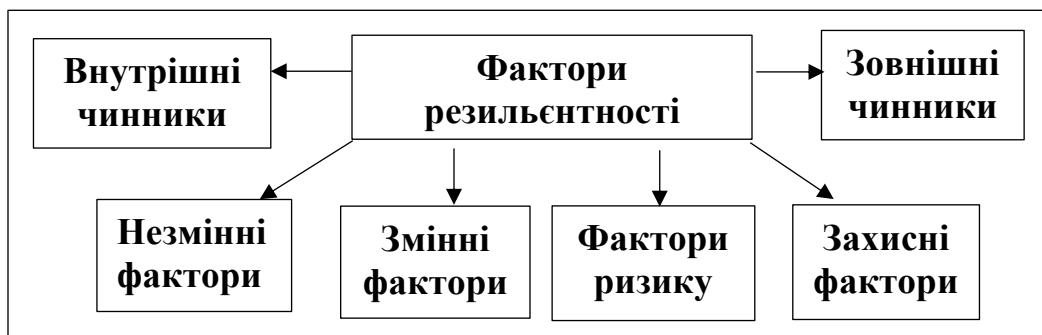 Внутрішні
чинники
Фактори
резильєнтності
Зовнішні
чинники
Незмінні
фактори
Змінні
фактори
Фактори
ризику
Захисні
фактори